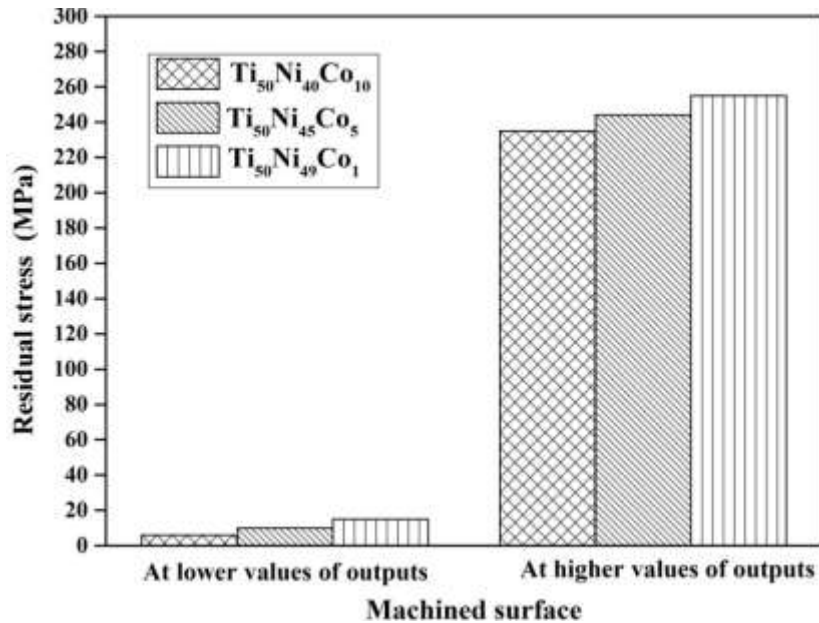 300
280
260
240
220
200
180
160
140
120
100
80
60
40
20
0
Residual stress (MPa)
Ti₅₀Ni₄₀Co₁₀
Ti₅₀Ni₄₅Co₅
Ti₅₀Ni₄₉Co₁
At lower values of outputs
At higher values of outputs
Machined surface